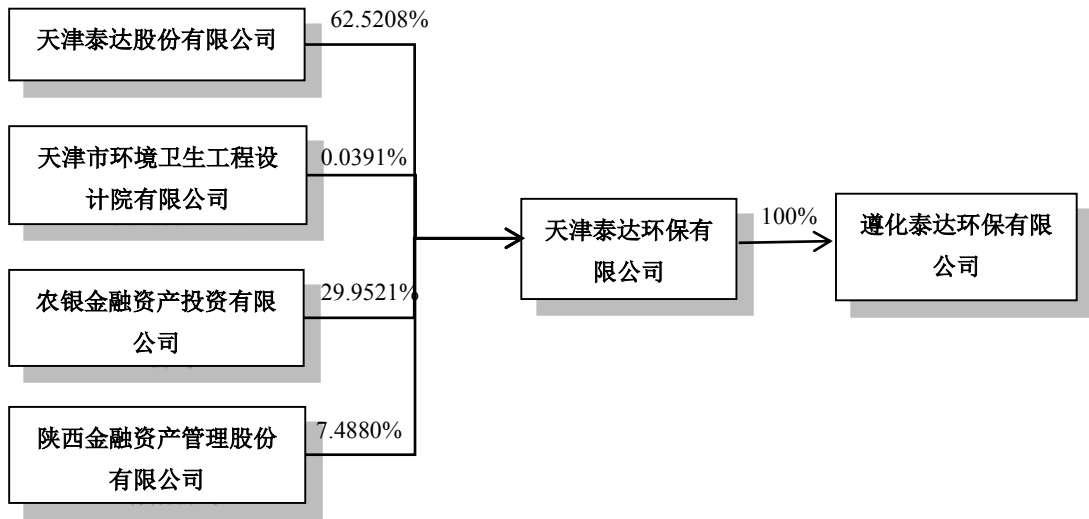 天津泰达股份有限公司
62.5208%
天津市环境卫生工程设
计院有限公司
0.0391%
农银金融资产投资有限
公司
29.9521%
陕西金融资产管理股份
有限公司
7.4880%
天津泰达环保有
限公司
100%
遵化泰达环保有限
公司